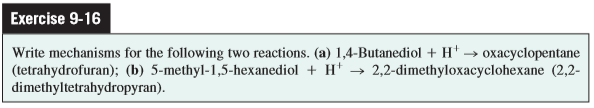 Exercise 9-16
Write mechanisms for the following two reactions. (a) 1,4-Butanediol + H⁺ → oxacyclopentane
(tetrahydrofuran); (b) 5-methyl-1,5-hexanediol + H⁺ → 2,2-dimethyloxacyclohexane (2,2-
dimethyltetrahydropyran).